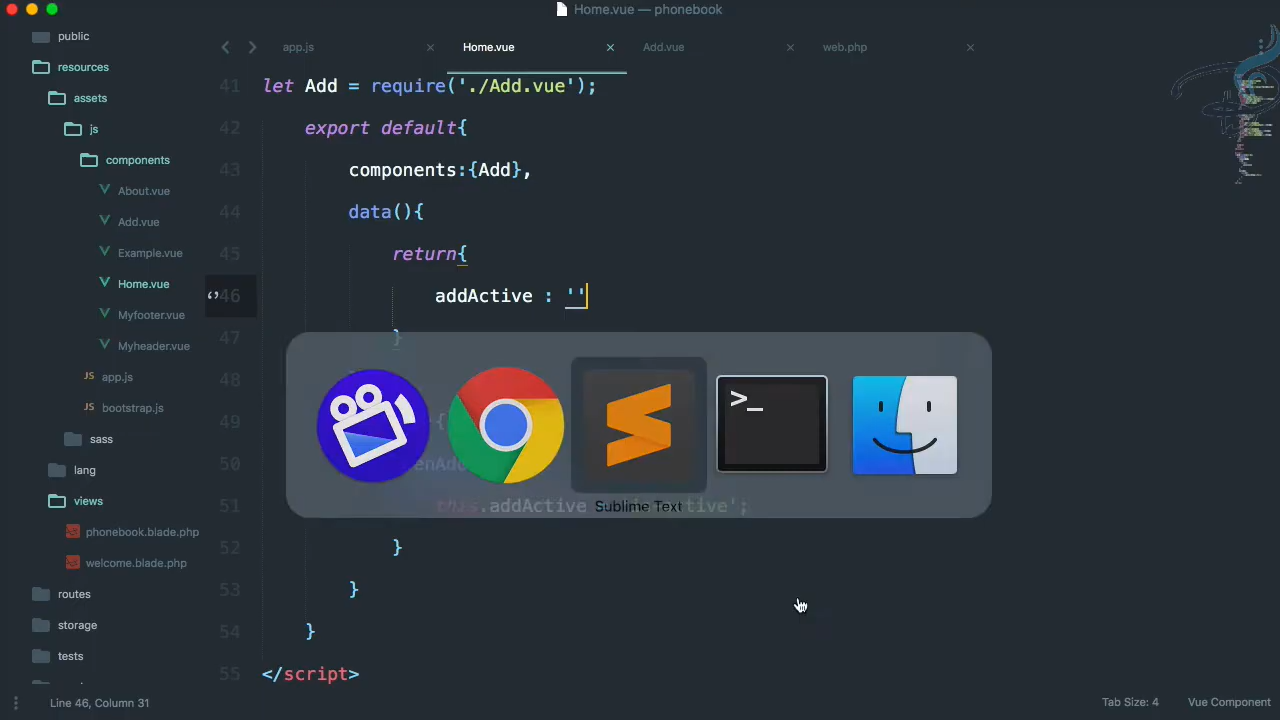 Home.vue — phonebook
app.js
Home.vue
Add.vue
web.php
public
resources
assets
js
components
About.vue
Add.vue
Example.vue
Home.vue
Myfooter.vue
Myheader.vue
JS app.js
JS bootstrap.js
sass
lang
views
phonebook.blade.php
welcome.blade.php
routes
storage
tests
41 let Add = require('./Add.vue');
42 export default{
43 components:{Add},
44 data(){
45 return{
46 addActive : ''
47 }
48
49 {
50 enAdd
51 this.addActive
52 }
53 }
54 }
55 </script>
>_
Sublime Text
Line 46, Column 31
Tab Size: 4
Vue Component